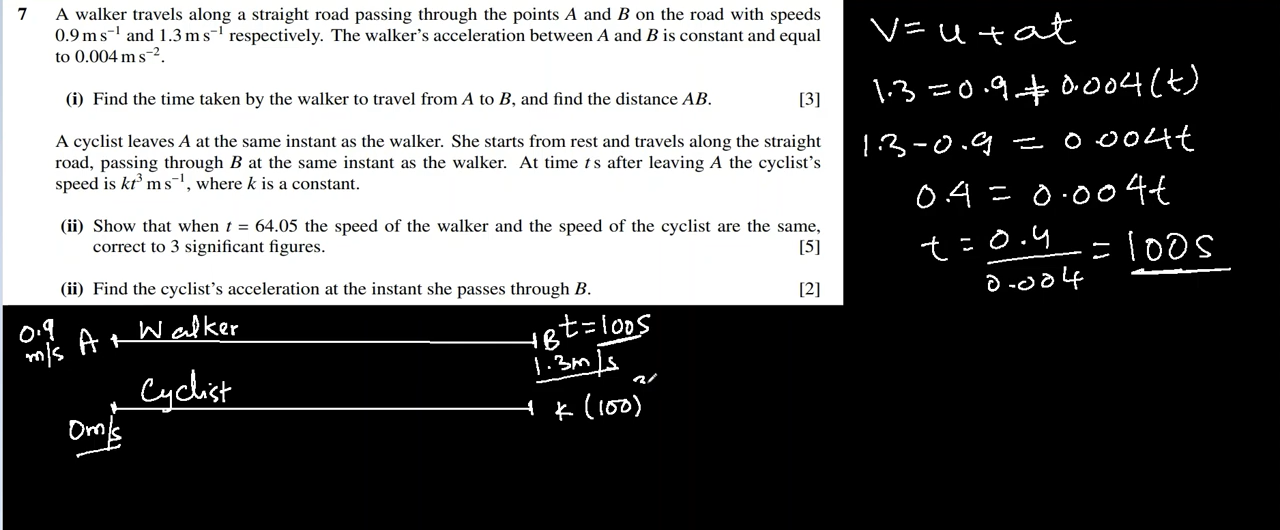 7 A walker travels along a straight road passing through the points A and B on the road with speeds
0.9 m s⁻¹ and 1.3 m s⁻¹ respectively. The walker's acceleration between A and B is constant and equal
to 0.004 m s⁻².
(i) Find the time taken by the walker to travel from A to B, and find the distance AB. [3]
A cyclist leaves A at the same instant as the walker. She starts from rest and travels along the straight
road, passing through B at the same instant as the walker. At time t s after leaving A the cyclist's
speed is kt³ m s⁻¹, where k is a constant.
(ii) Show that when t = 64.05 the speed of the walker and the speed of the cyclist are the same,
correct to 3 significant figures. [5]
(ii) Find the cyclist's acceleration at the instant she passes through B. [2]
V = u + at
1.3 = 0.9 + 0.004(t)
1.3 - 0.9 = 0.004t
0.4 = 0.004t
t = 0.4 / 0.004 = 100s
0.9 m/s A Walker B t = 100s
1.3 m/s
Cyclist k (100)
0m/s